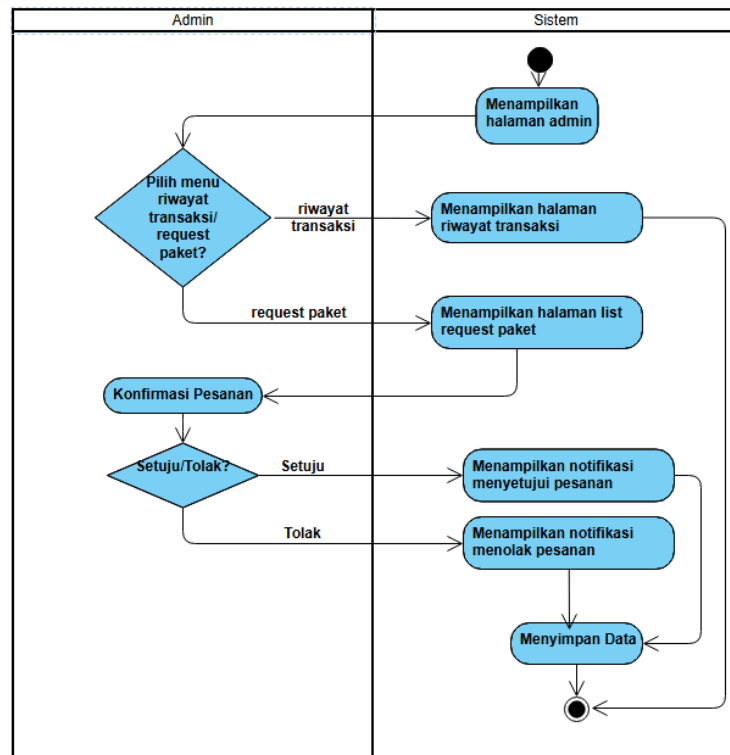 Admin
Sistem
Menampilkan
halaman admin
Pilih menu
riwayat
transaksi/
request
paket?
riwayat
transaksi
Menampilkan halaman
riwayat transaksi
request paket
Menampilkan halaman list
request paket
Konfirmasi Pesanan
Setuju/Tolak?
Setuju
Menampilkan notifikasi
menyetujui pesanan
Tolak
Menampilkan notifikasi
menolak pesanan
Menyimpan Data